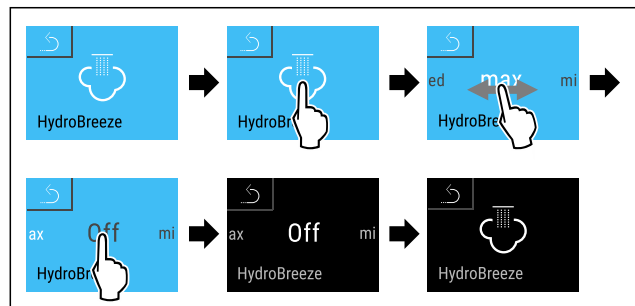 HydroBreeze
HydroBr
ed max mi
HydroBre
ax Off mi
HydroBr
ax Off mi
HydroBreeze
HydroBreeze